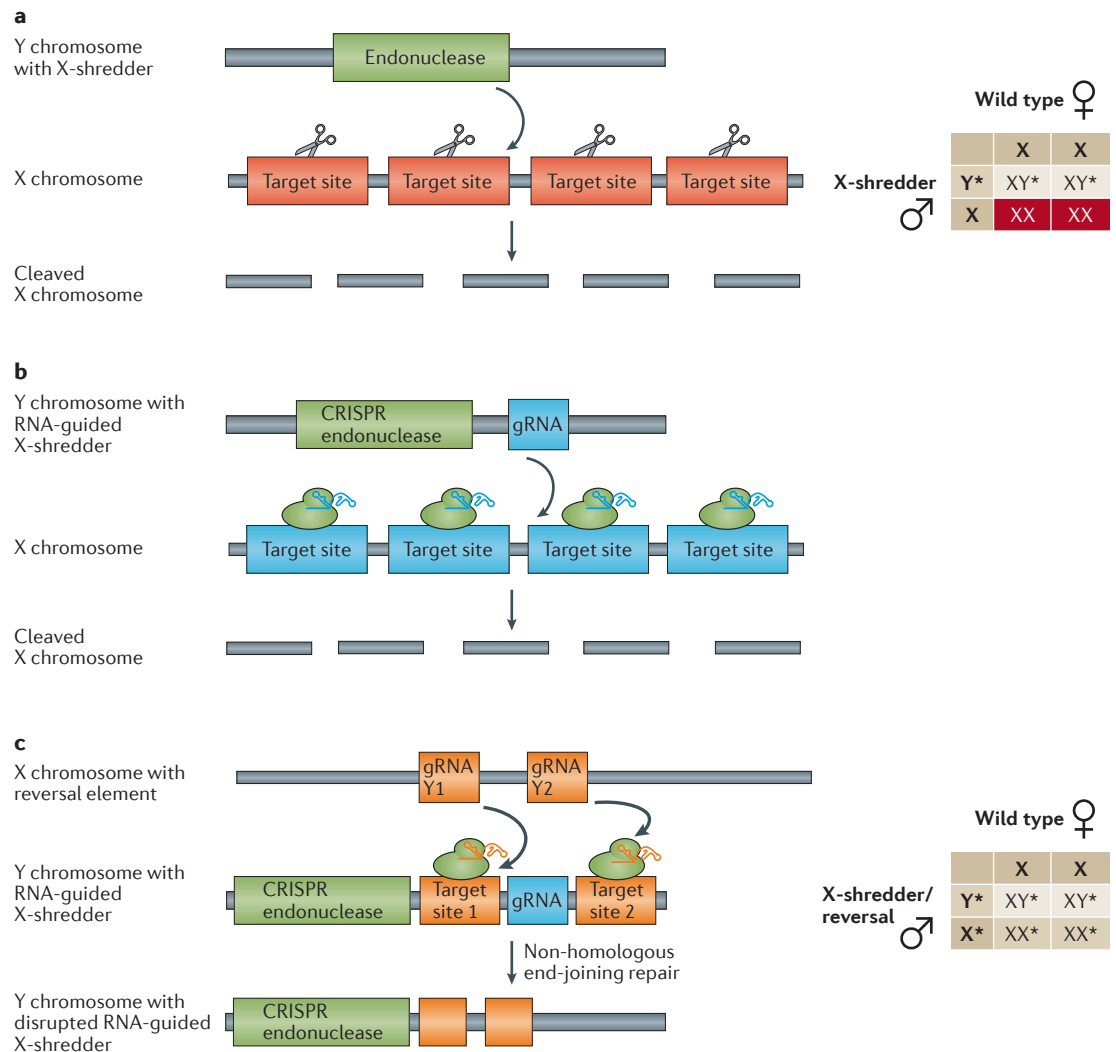 a
Y chromosome
with X-shredder
Endonuclease
X chromosome
Target site Target site Target site Target site
Cleaved
X chromosome
Wild type ♀
X X
X-shredder
♂
Y* XY* XY*
X XX XX
b
Y chromosome with
RNA-guided
X-shredder
CRISPR
endonuclease
gRNA
X chromosome
Target site Target site Target site Target site
Cleaved
X chromosome
c
X chromosome with
reversal element
gRNA
Y1
gRNA
Y2
Y chromosome with
RNA-guided
X-shredder
CRISPR
endonuclease
Target
site 1
gRNA
Target
site 2
Non-homologous
end-joining repair
Y chromosome with
disrupted RNA-guided
X-shredder
CRISPR
endonuclease
Wild type ♀
X X
X-shredder/
reversal
♂
Y* XY* XY*
X* XX* XX*